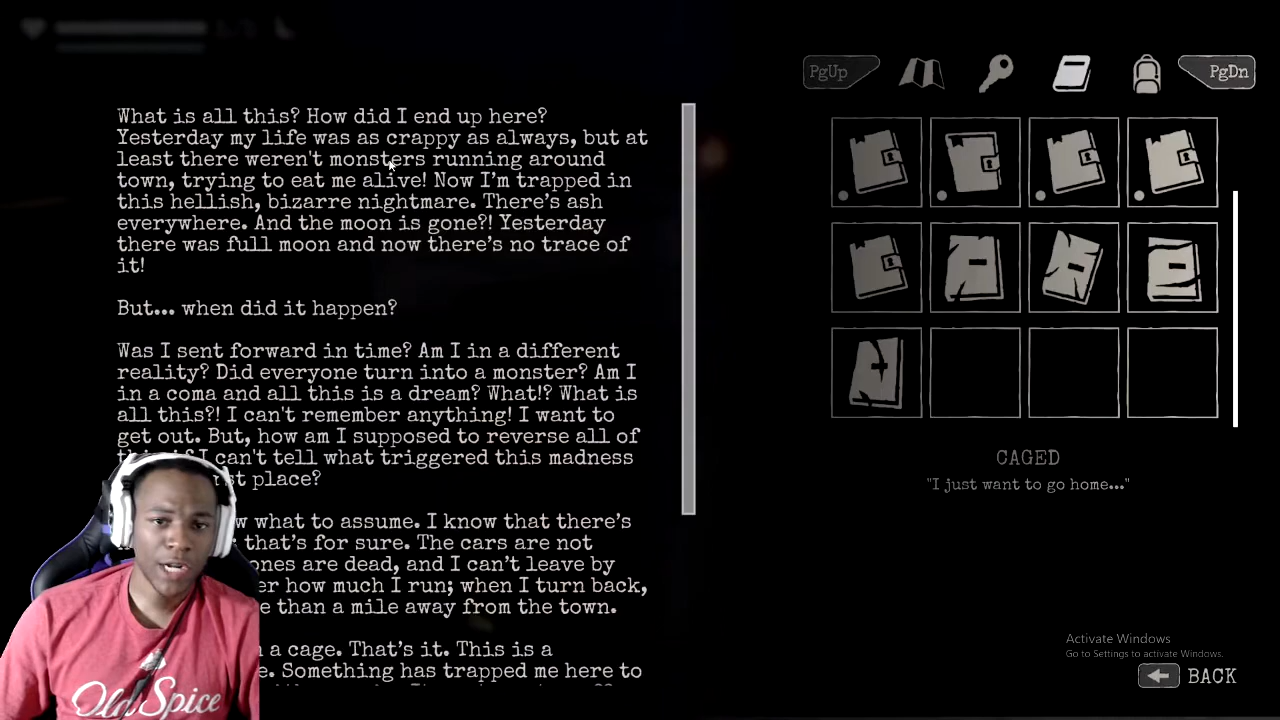 PgUp
PgDn
What is all this? How did I end up here?
Yesterday my life was as crappy as always, but at
least there weren't monsters running around
town, trying to eat me alive! Now I'm trapped in
this hellish, bizarre nightmare. There's ash
everywhere. And the moon is gone?! Yesterday
there was full moon and now there's no trace of
it!
But... when did it happen?
Was I sent forward in time? Am I in a different
reality? Did everyone turn into a monster? Am I
in a coma and all this is a dream? What!? What is
all this?! I can't remember anything! I want to
get out. But, how am I supposed to reverse all of
if I can't tell what triggered this madness
place?
what to assume. I know that there's
that's for sure. The cars are not
are dead, and I can't leave by
how much I run; when I turn back,
than a mile away from the town.
a cage. That's it. This is a
Something has trapped me here to
CAGED
"I just want to go home..."
Activate Windows
Go to Settings to activate Windows.
BACK
Old Spice